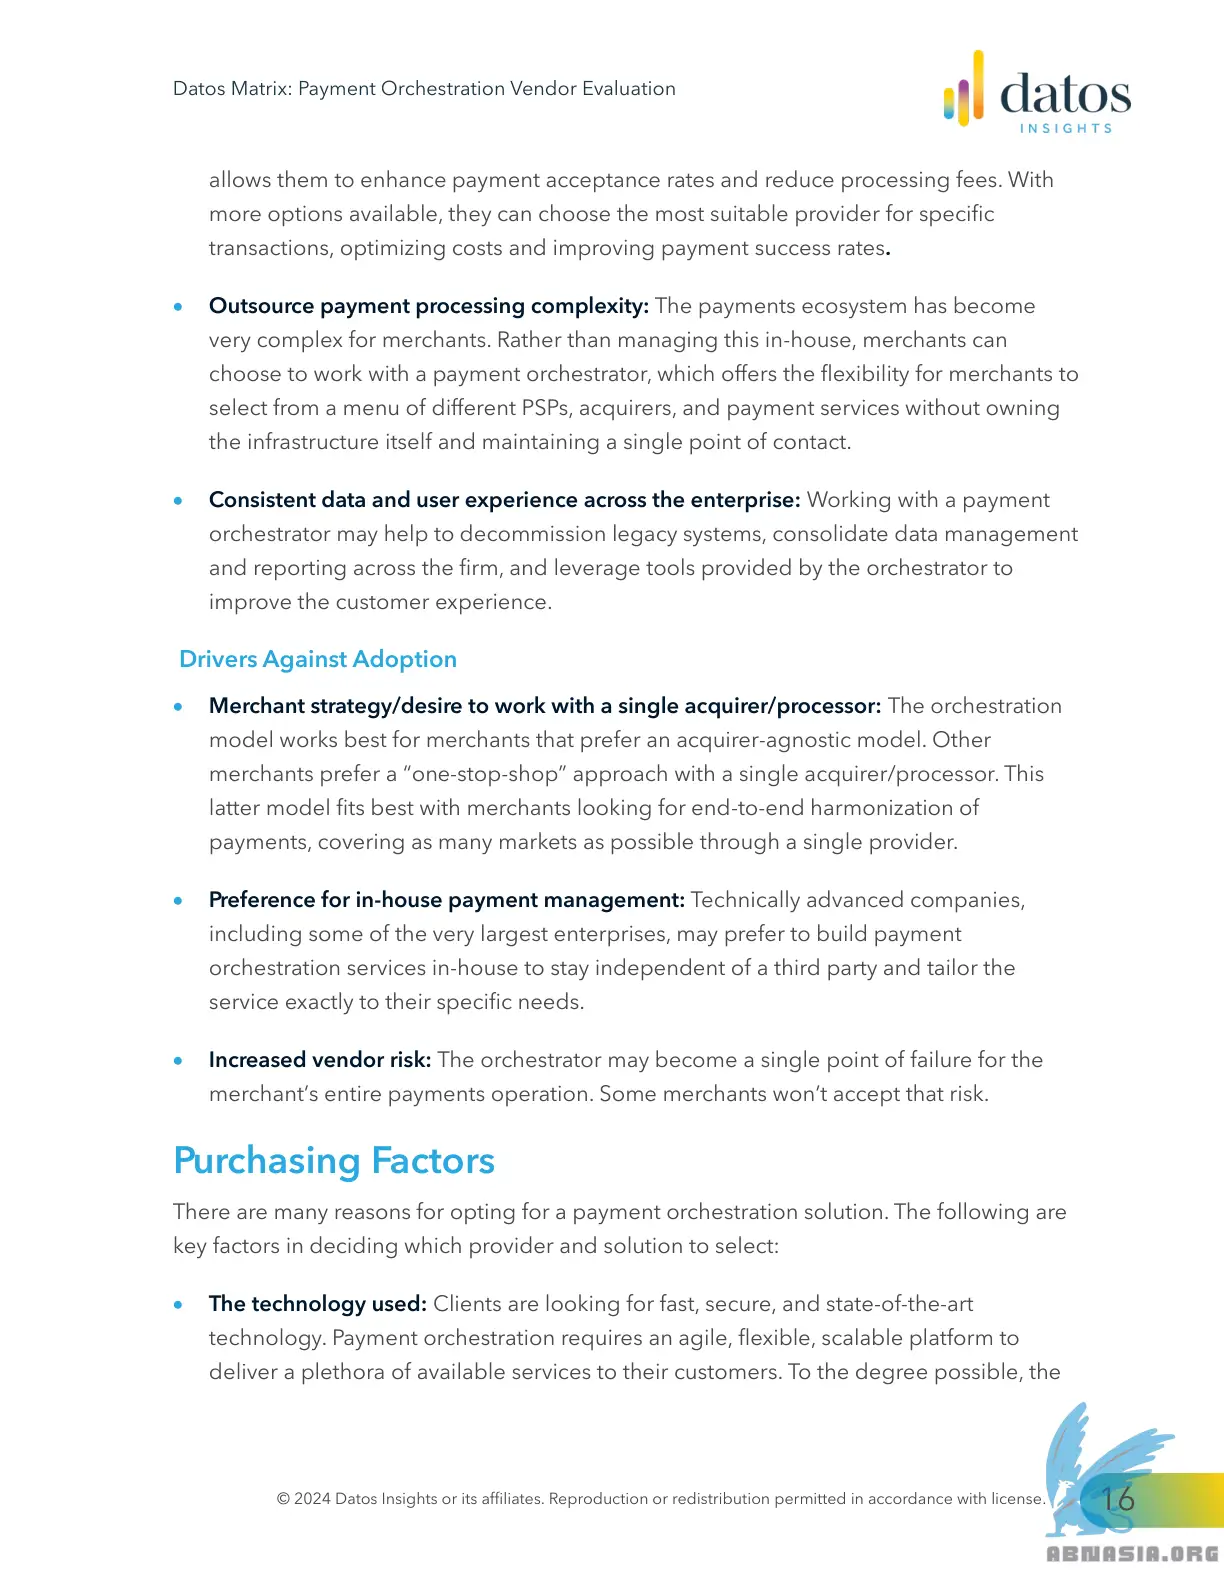 Datos Matrix: Payment Orchestration Vendor Evaluation
datos
INSIGHTS
allows them to enhance payment acceptance rates and reduce processing fees. With
more options available, they can choose the most suitable provider for specific
transactions, optimizing costs and improving payment success rates.
• Outsource payment processing complexity: The payments ecosystem has become
very complex for merchants. Rather than managing this in-house, merchants can
choose to work with a payment orchestrator, which offers the flexibility for merchants to
select from a menu of different PSPs, acquirers, and payment services without owning
the infrastructure itself and maintaining a single point of contact.
• Consistent data and user experience across the enterprise: Working with a payment
orchestrator may help to decommission legacy systems, consolidate data management
and reporting across the firm, and leverage tools provided by the orchestrator to
improve the customer experience.
Drivers Against Adoption
• Merchant strategy/desire to work with a single acquirer/processor: The orchestration
model works best for merchants that prefer an acquirer-agnostic model. Other
merchants prefer a “one-stop-shop” approach with a single acquirer/processor. This
latter model fits best with merchants looking for end-to-end harmonization of
payments, covering as many markets as possible through a single provider.
• Preference for in-house payment management: Technically advanced companies,
including some of the very largest enterprises, may prefer to build payment
orchestration services in-house to stay independent of a third party and tailor the
service exactly to their specific needs.
• Increased vendor risk: The orchestrator may become a single point of failure for the
merchant’s entire payments operation. Some merchants won’t accept that risk.
Purchasing Factors
There are many reasons for opting for a payment orchestration solution. The following are
key factors in deciding which provider and solution to select:
• The technology used: Clients are looking for fast, secure, and state-of-the-art
technology. Payment orchestration requires an agile, flexible, scalable platform to
deliver a plethora of available services to their customers. To the degree possible, the
© 2024 Datos Insights or its affiliates. Reproduction or redistribution permitted in accordance with license.
16
ABNASIA.ORG